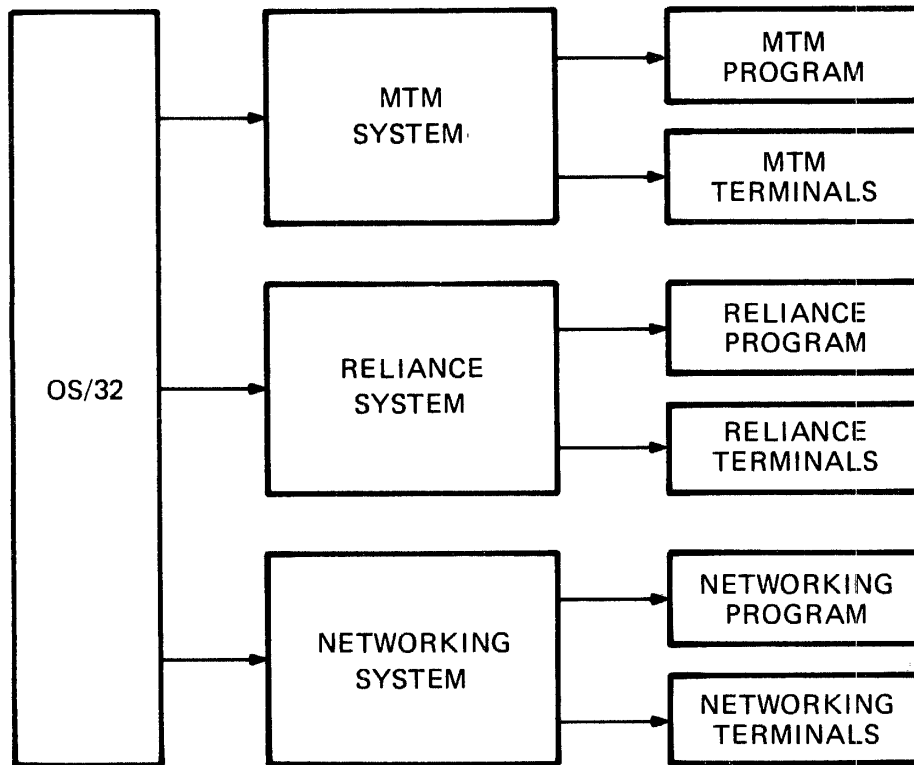 OS/32
MTM
SYSTEM
MTM
PROGRAM
MTM
TERMINALS
RELIANCE
SYSTEM
RELIANCE
PROGRAM
RELIANCE
TERMINALS
NETWORKING
SYSTEM
NETWORKING
PROGRAM
NETWORKING
TERMINALS